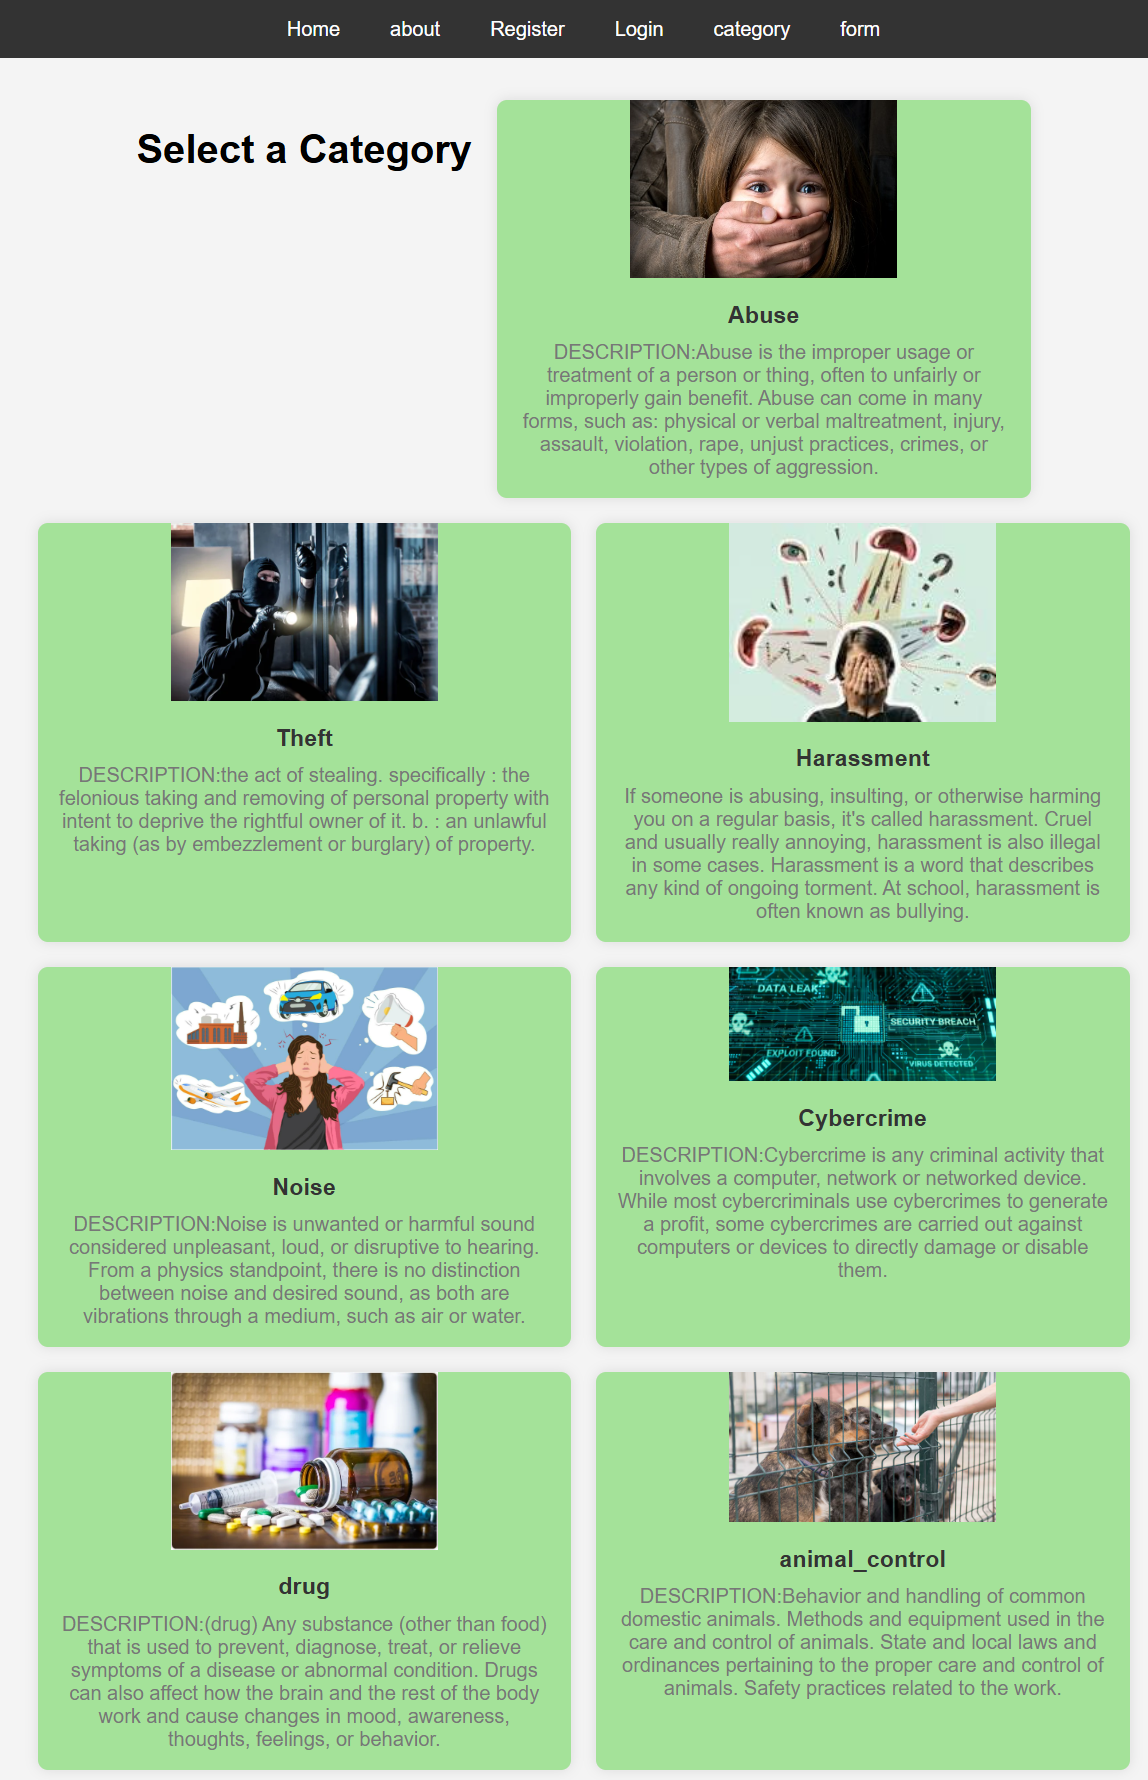 Home about Register Login category form
Select a Category
Abuse
DESCRIPTION:Abuse is the improper usage or
treatment of a person or thing, often to unfairly or
improperly gain benefit. Abuse can come in many
forms, such as: physical or verbal maltreatment, injury,
assault, violation, rape, unjust practices, crimes, or
other types of aggression.
Theft
DESCRIPTION:the act of stealing. specifically : the
felonious taking and removing of personal property with
intent to deprive the rightful owner of it. b. : an unlawful
taking (as by embezzlement or burglary) of property.
?
:(
Harassment
If someone is abusing, insulting, or otherwise harming
you on a regular basis, it's called harassment. Cruel
and usually really annoying, harassment is also illegal
in some cases. Harassment is a word that describes
any kind of ongoing torment. At school, harassment is
often known as bullying.
Noise
DESCRIPTION:Noise is unwanted or harmful sound
considered unpleasant, loud, or disruptive to hearing.
From a physics standpoint, there is no distinction
between noise and desired sound, as both are
vibrations through a medium, such as air or water.
DATA LEAK
SECURITY BREACH
EXPLOIT FOUND
VIRUS DETECTED
Cybercrime
DESCRIPTION:Cybercrime is any criminal activity that
involves a computer, network or networked device.
While most cybercriminals use cybercrimes to generate
a profit, some cybercrimes are carried out against
computers or devices to directly damage or disable
them.
drug
DESCRIPTION:(drug) Any substance (other than food)
that is used to prevent, diagnose, treat, or relieve
symptoms of a disease or abnormal condition. Drugs
can also affect how the brain and the rest of the body
work and cause changes in mood, awareness,
thoughts, feelings, or behavior.
animal_control
DESCRIPTION:Behavior and handling of common
domestic animals. Methods and equipment used in the
care and control of animals. State and local laws and
ordinances pertaining to the proper care and control of
animals. Safety practices related to the work.